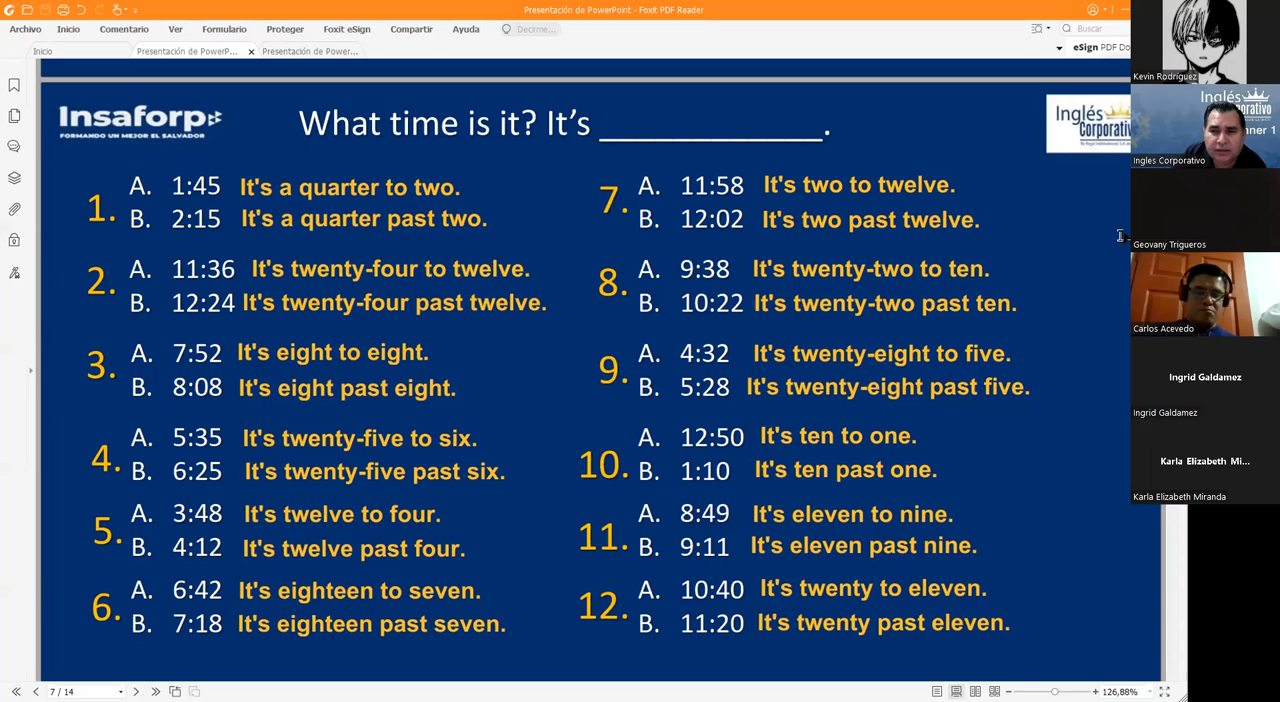 Presentación de PowerPoint - Foxit PDF Reader
Archivo Inicio Comentario Ver Formulario Proteger Foxit eSign Compartir Ayuda Decirme... Buscar
Inicio Presentación de PowerP... Presentación de Power... eSign PDF Do
Insaforp
FORMANDO UN MEJOR EL SALVADOR
What time is it? It's _______________.
Inglés
Corporativo
1.
A. 1:45 It's a quarter to two.
B. 2:15 It's a quarter past two.
2.
A. 11:36 It's twenty-four to twelve.
B. 12:24 It's twenty-four past twelve.
3.
A. 7:52 It's eight to eight.
B. 8:08 It's eight past eight.
4.
A. 5:35 It's twenty-five to six.
B. 6:25 It's twenty-five past six.
5.
A. 3:48 It's twelve to four.
B. 4:12 It's twelve past four.
6.
A. 6:42 It's eighteen to seven.
B. 7:18 It's eighteen past seven.
7.
A. 11:58 It's two to twelve.
B. 12:02 It's two past twelve.
8.
A. 9:38 It's twenty-two to ten.
B. 10:22 It's twenty-two past ten.
9.
A. 4:32 It's twenty-eight to five.
B. 5:28 It's twenty-eight past five.
10.
A. 12:50 It's ten to one.
B. 1:10 It's ten past one.
11.
A. 8:49 It's eleven to nine.
B. 9:11 It's eleven past nine.
12.
A. 10:40 It's twenty to eleven.
B. 11:20 It's twenty past eleven.
Kevin Rodríguez
Inglés
Ingles Corporativo
Geovany Trigueros
Carlos Acevedo
Ingrid Galdamez
Ingrid Galdamez
Karla Elizabeth Mi...
Karla Elizabeth Miranda
7 / 14
126,88%